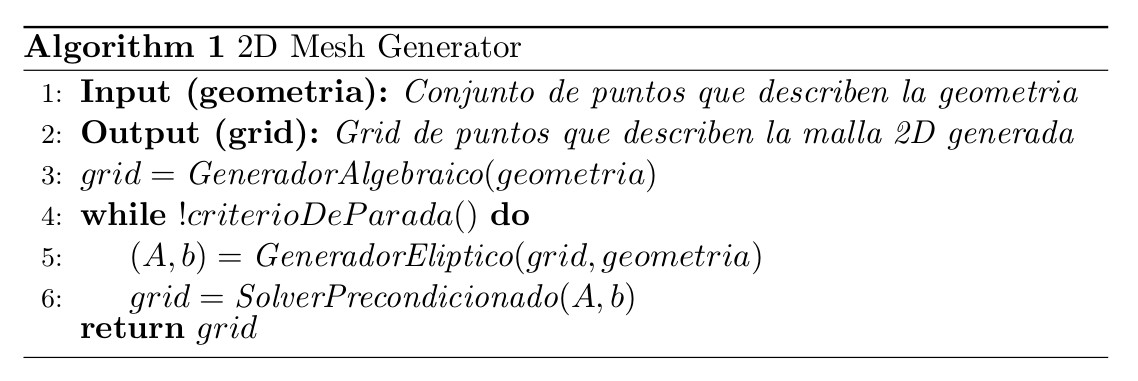 Algorithm 1 2D Mesh Generator
1: Input (geometria): Conjunto de puntos que describen la geometria
2: Output (grid): Grid de puntos que describen la malla 2D generada
3: grid = GeneradorAlgebraico(geometria)
4: while !criterioDeParada() do
5: (A, b) = GeneradorEliptico(grid, geometria)
6: grid = SolverPrecondicionado(A, b)
return grid